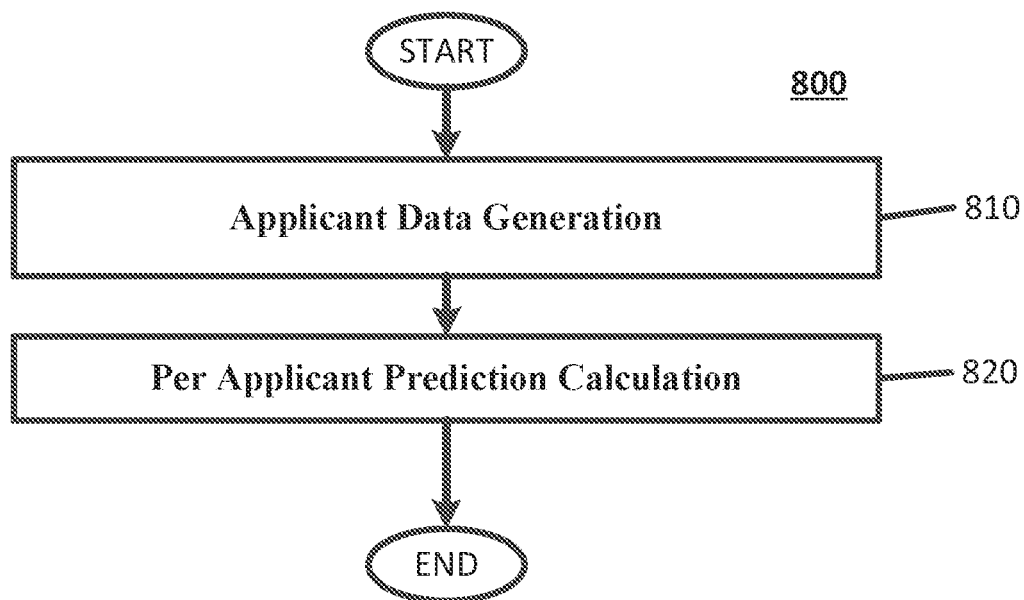 START
800
Applicant Data Generation
810
Per Applicant Prediction Calculation
820
END